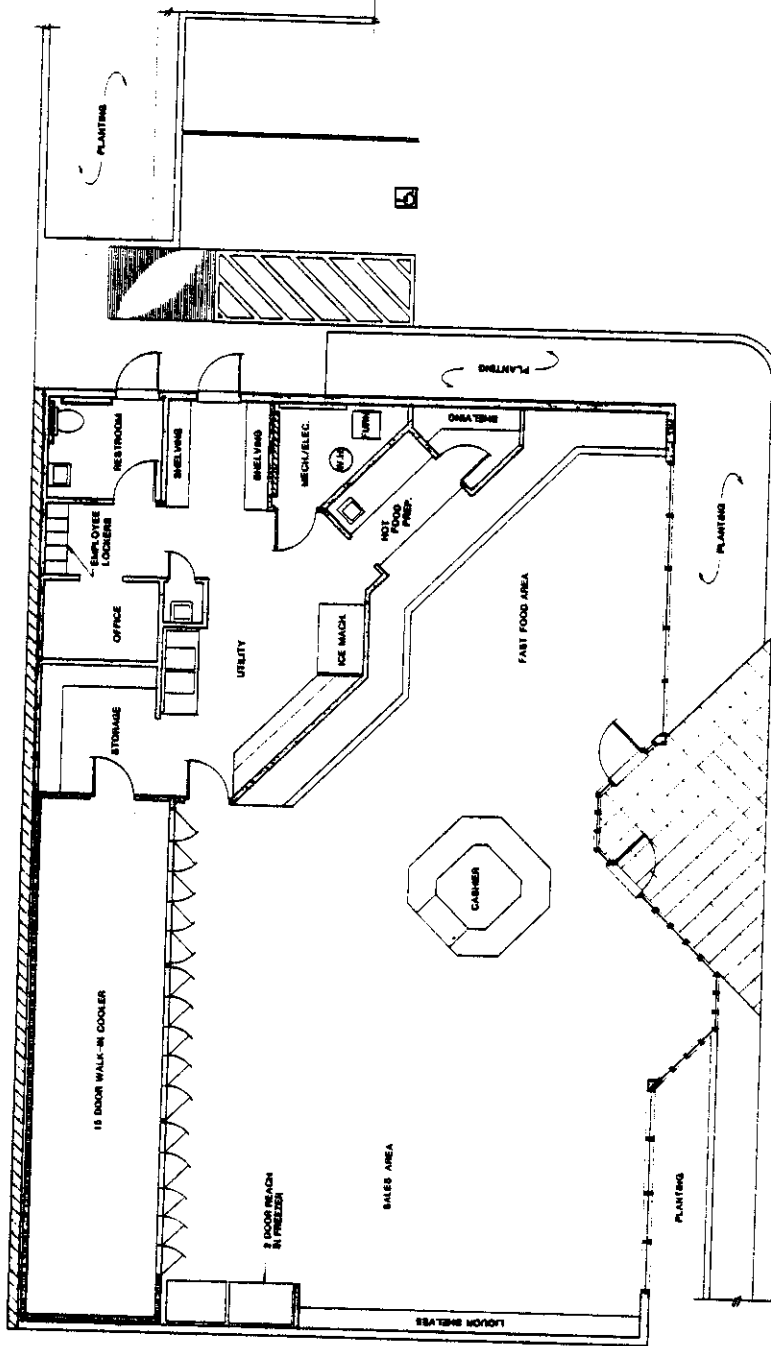 PLANTING
PLANTING
RESTROOM
EMPLOYEE
LOCKERS
OFFICE
STORAGE
15 DOOR WALK-IN COOLER
SHELVING
SHELVING
MECH./ELEC.
W.H.
FURN
SHELVING
HOT
FOOD
PREP.
UTILITY
ICE MACH.
FAST FOOD AREA
PLANTING
CASHIER
SALES AREA
2 DOOR REACH
IN FREEZER
LIQUOR SHELVES
PLANTING